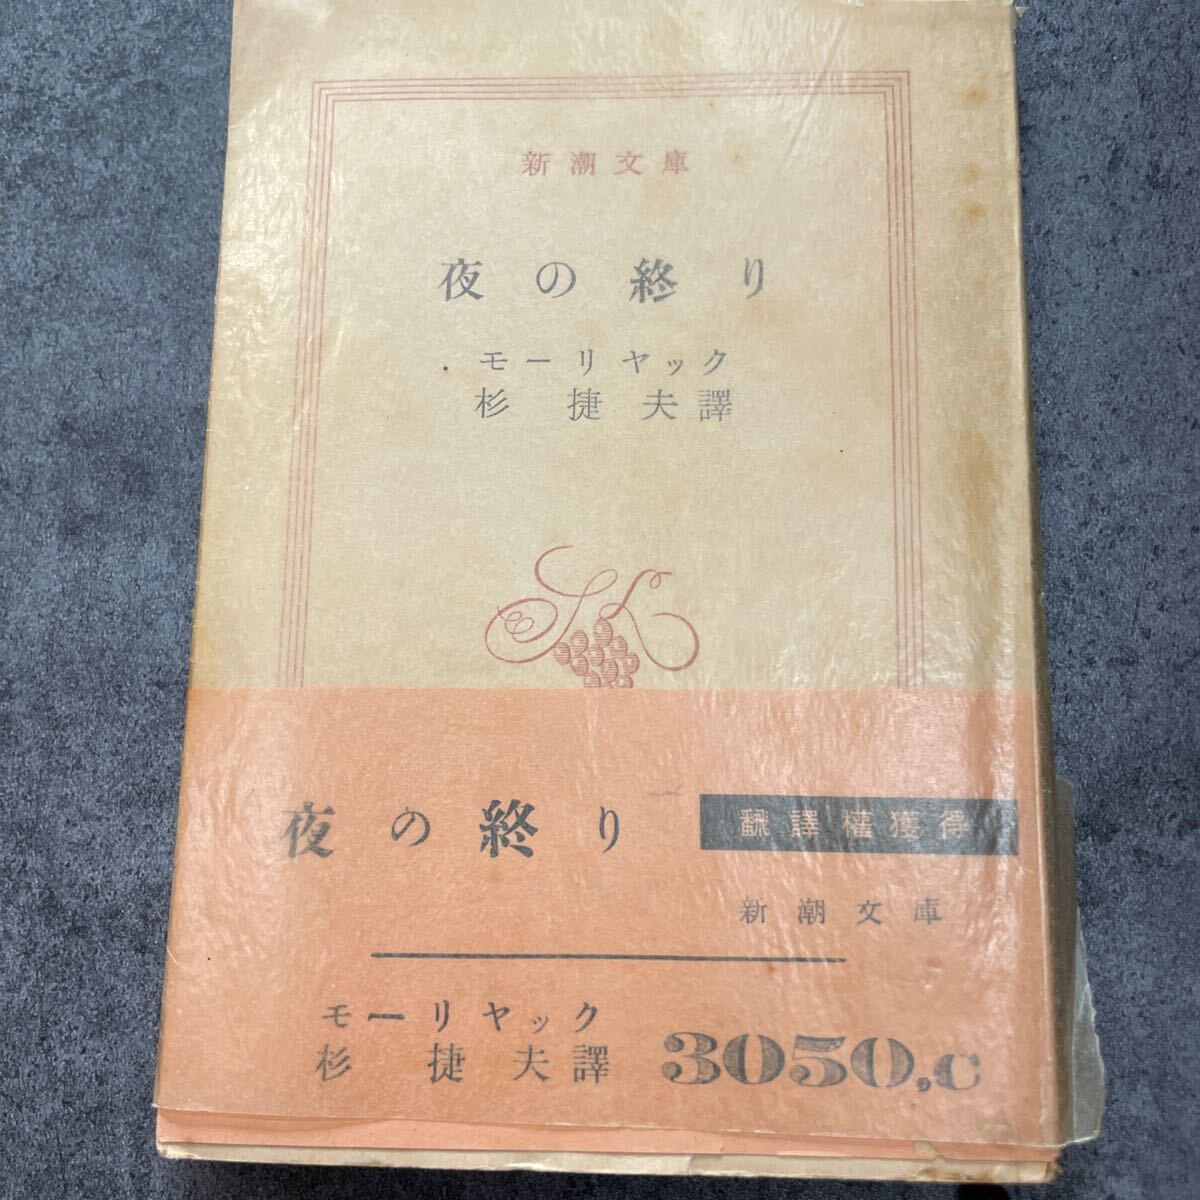 新潮文庫
夜の終り
モーリヤック
杉捷夫譯
夜の終り
飜譯權獲得
新潮文庫
モーリヤック
杉捷夫譯
3050,c